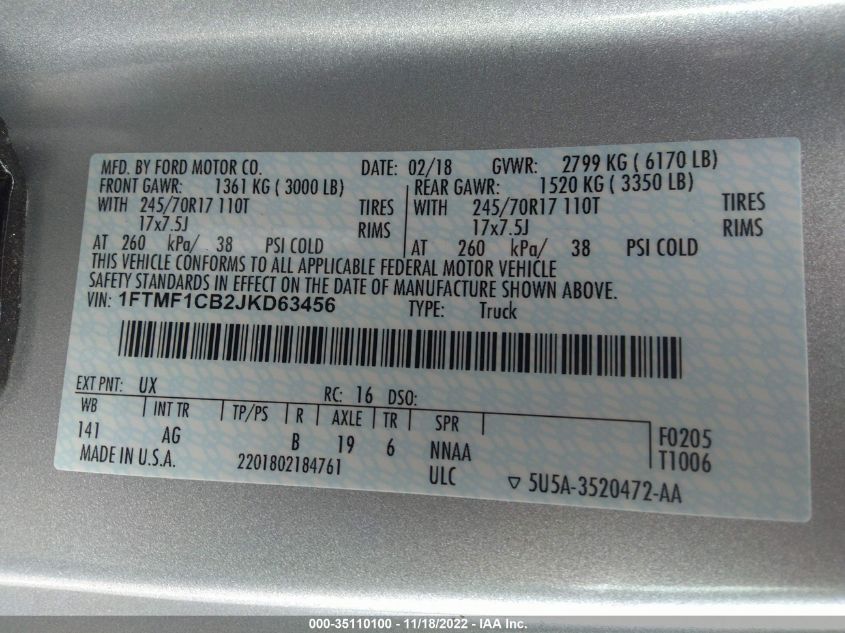 MFD. BY FORD MOTOR CO. DATE: 02/18 GVWR: 2799 KG ( 6170 LB)
FRONT GAWR: 1361 KG ( 3000 LB) REAR GAWR: 1520 KG ( 3350 LB)
WITH 245/70R17 110T TIRES WITH 245/70R17 110T TIRES
17x7.5J RIMS 17x7.5J RIMS
AT 260 kPa/ 38 PSI COLD AT 260 kPa/ 38 PSI COLD
THIS VEHICLE CONFORMS TO ALL APPLICABLE FEDERAL MOTOR VEHICLE
SAFETY STANDARDS IN EFFECT ON THE DATE OF MANUFACTURE SHOWN ABOVE.
VIN: 1FTMF1CB2JKD63456 TYPE: Truck
EXT PNT: UX RC: 16 DSO:
WB INT TR TP/PS R AXLE TR SPR
141 AG B 19 6 NNAA F0205
MADE IN U.S.A. 2201802184761 ULC T1006
5U5A-3520472-AA
000-35110100 - 11/18/2022 - IAA Inc.